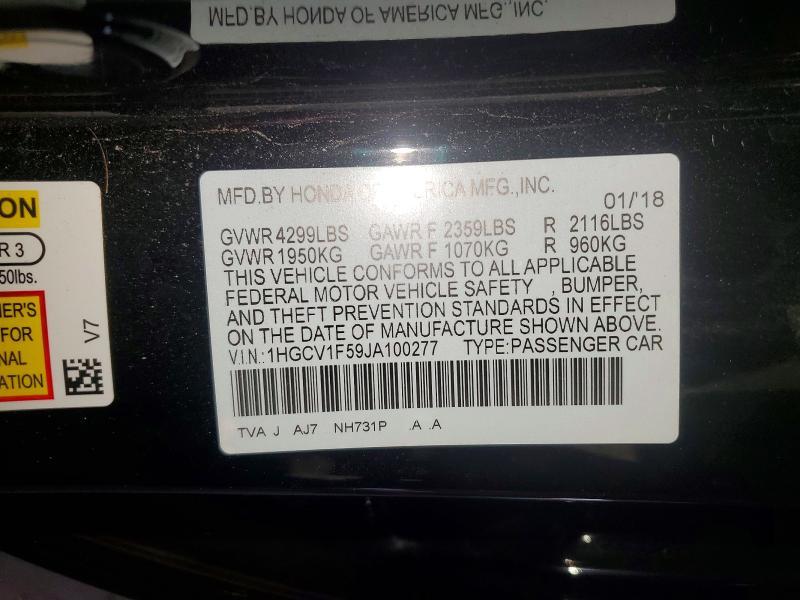 MFD.BY HONDA OF AMERICA MFG.,INC.
ON
R 3
50lbs.
NER'S
FOR
NAL
ATION
V7
MFD.BY HONDA OF AMERICA MFG.,INC.
01/'18
GVWR 4299LBS GAWR F 2359LBS R 2116LBS
GVWR 1950KG GAWR F 1070KG R 960KG
THIS VEHICLE CONFORMS TO ALL APPLICABLE
FEDERAL MOTOR VEHICLE SAFETY , BUMPER,
AND THEFT PREVENTION STANDARDS IN EFFECT
ON THE DATE OF MANUFACTURE SHOWN ABOVE.
V.I.N.:1HGCV1F59JA100277 TYPE:PASSENGER CAR
TVA J AJ7 NH731P .A .A